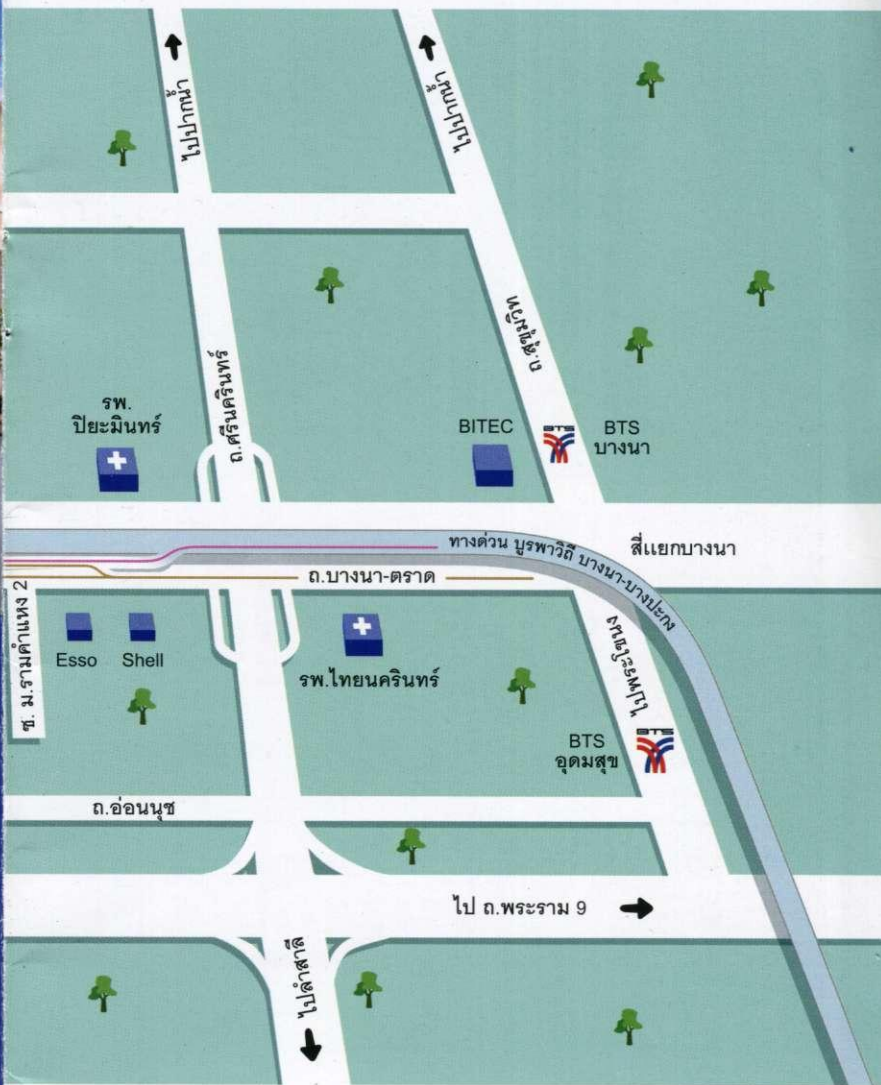 ไปปากน้ำ
ไปปากน้ำ
ถ.ศรีนครินทร์
ถ.สุขุมวิท
รพ.
ปิยะมินทร์
BITEC
BTS
BTS
บางนา
ทางด่วน บูรพาวิถี บางนา-บางปะกง
สี่แยกบางนา
ถ.บางนา-ตราด
ซ. ม.รามคำแหง 2
Esso
Shell
รพ.ไทยนครินทร์
ไปพระโขนง
BTS
อุดมสุข
BTS
ถ.อ่อนนุช
ไป ถ.พระราม 9
ไปลำสาลี